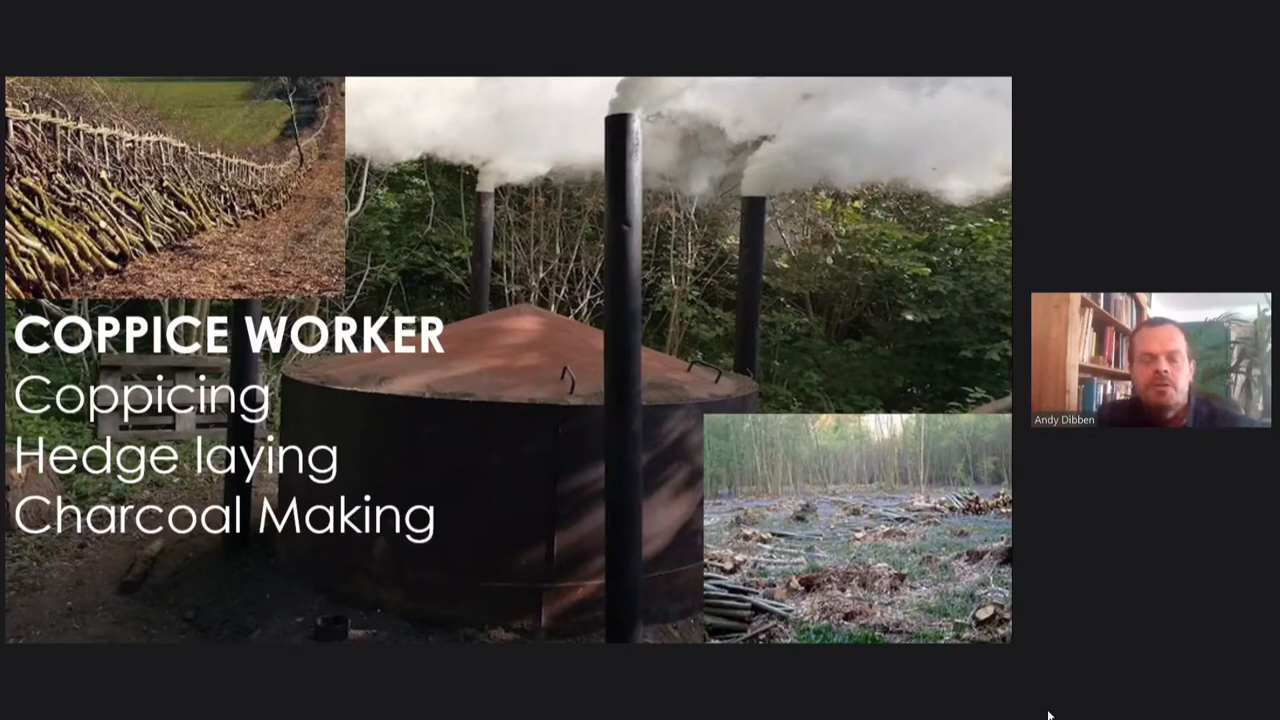 COPPICE WORKER
Coppicing
Hedge laying
Charcoal Making
Andy Dibben